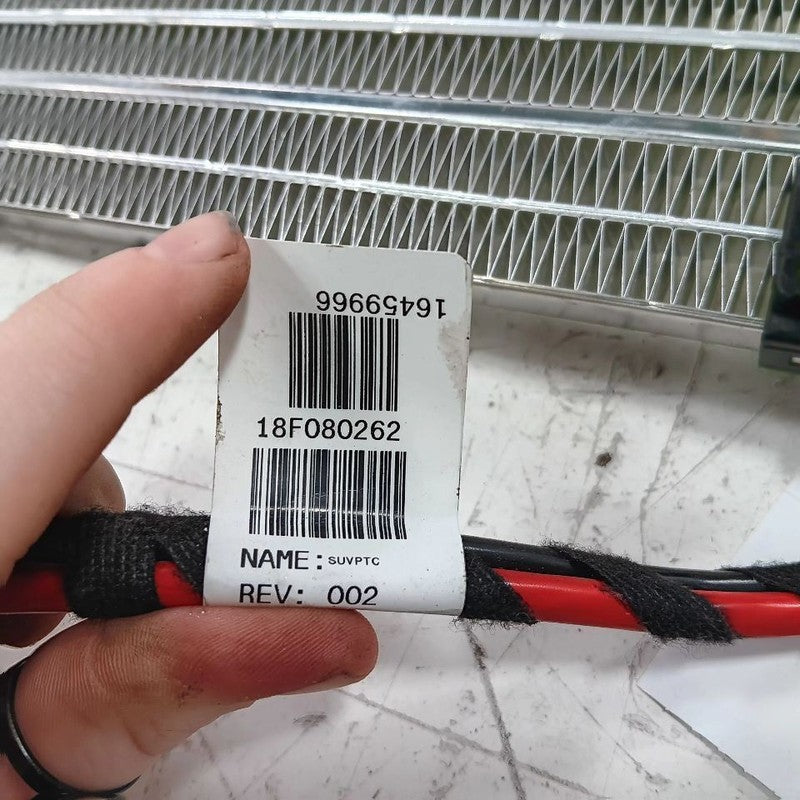 16459966
18F080262
NAME: SUVPTC
REV: 002